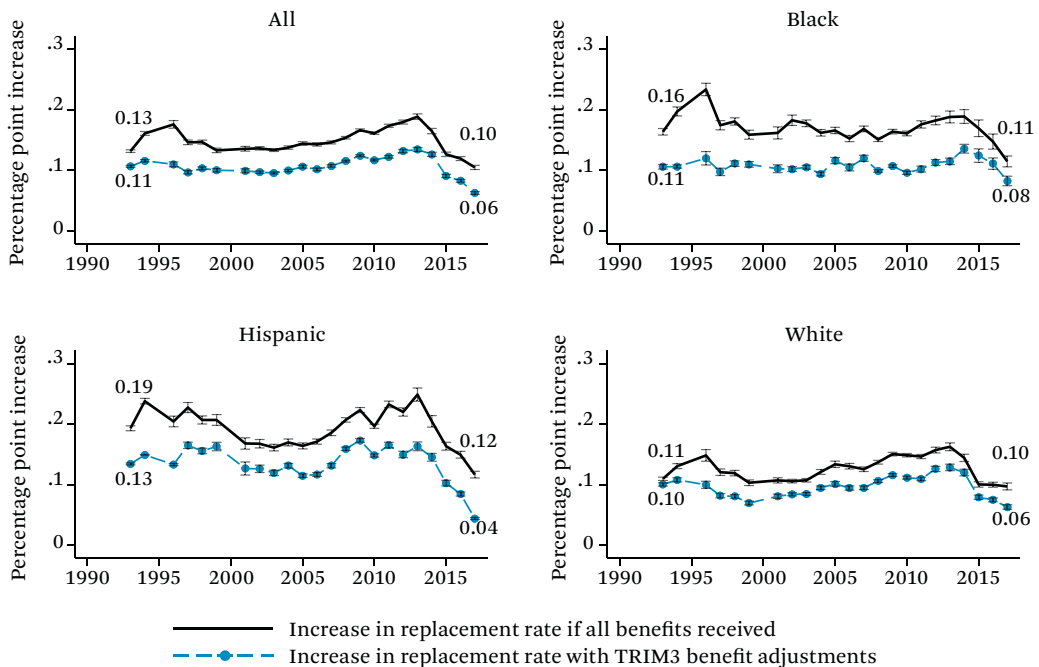 All
Percentage point increase
.3
.2
.1
0
0.13
0.11
0.10
0.06
1990 1995 2000 2005 2010 2015
Black
Percentage point increase
.3
.2
.1
0
0.16
0.11
0.11
0.08
1990 1995 2000 2005 2010 2015
Hispanic
Percentage point increase
.3
.2
.1
0
0.19
0.13
0.12
0.04
1990 1995 2000 2005 2010 2015
White
Percentage point increase
.3
.2
.1
0
0.11
0.10
0.10
0.06
1990 1995 2000 2005 2010 2015
Increase in replacement rate if all benefits received
Increase in replacement rate with TRIM3 benefit adjustments